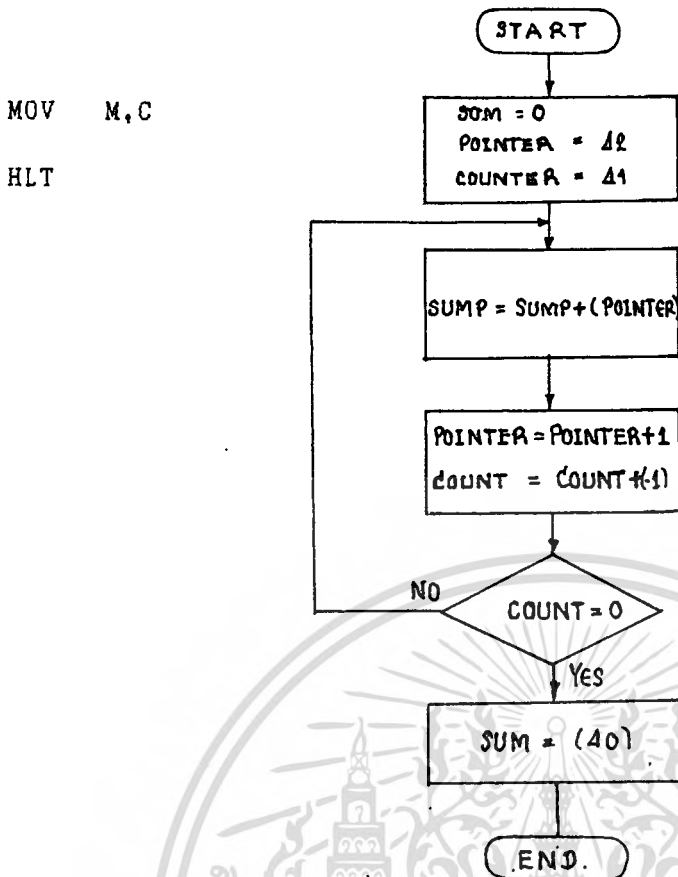 MOV M,C
HLT
START
SUM = 0
POINTER = 42
COUNTER = 41
SUMP = SUMP+(POINTER)
POINTER = POINTER+1
COUNT = COUNT+(-1)
COUNT = 0
NO
YES
SUM = (40)
END.